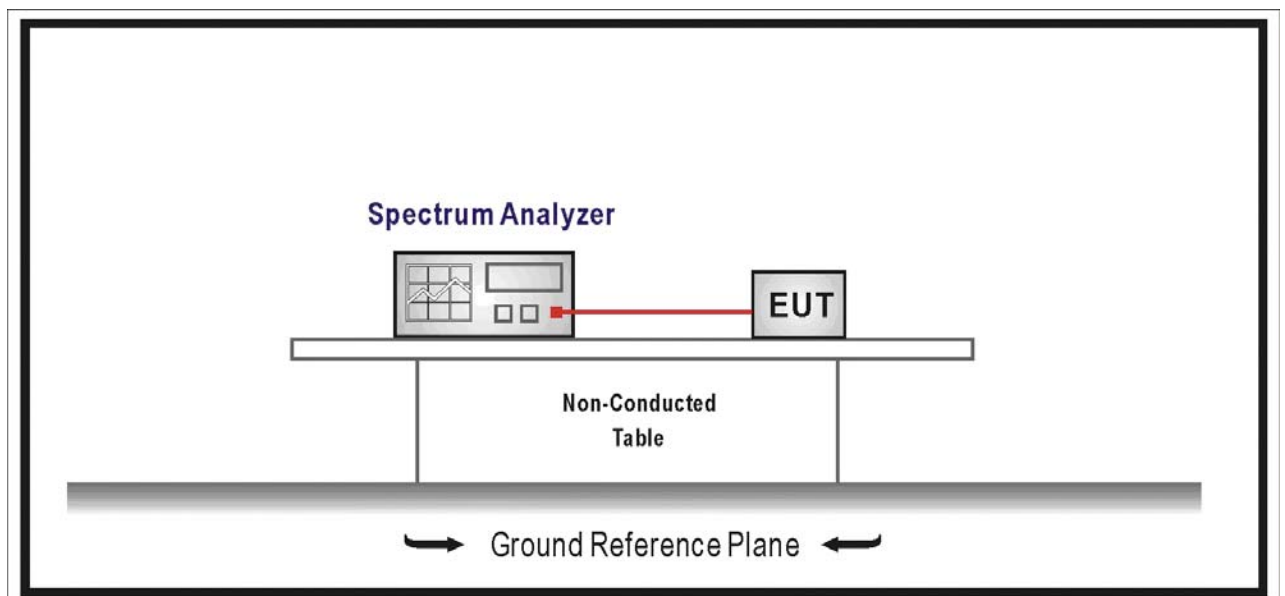 Spectrum Analyzer
EUT
Non-Conducted
Table
Ground Reference Plane